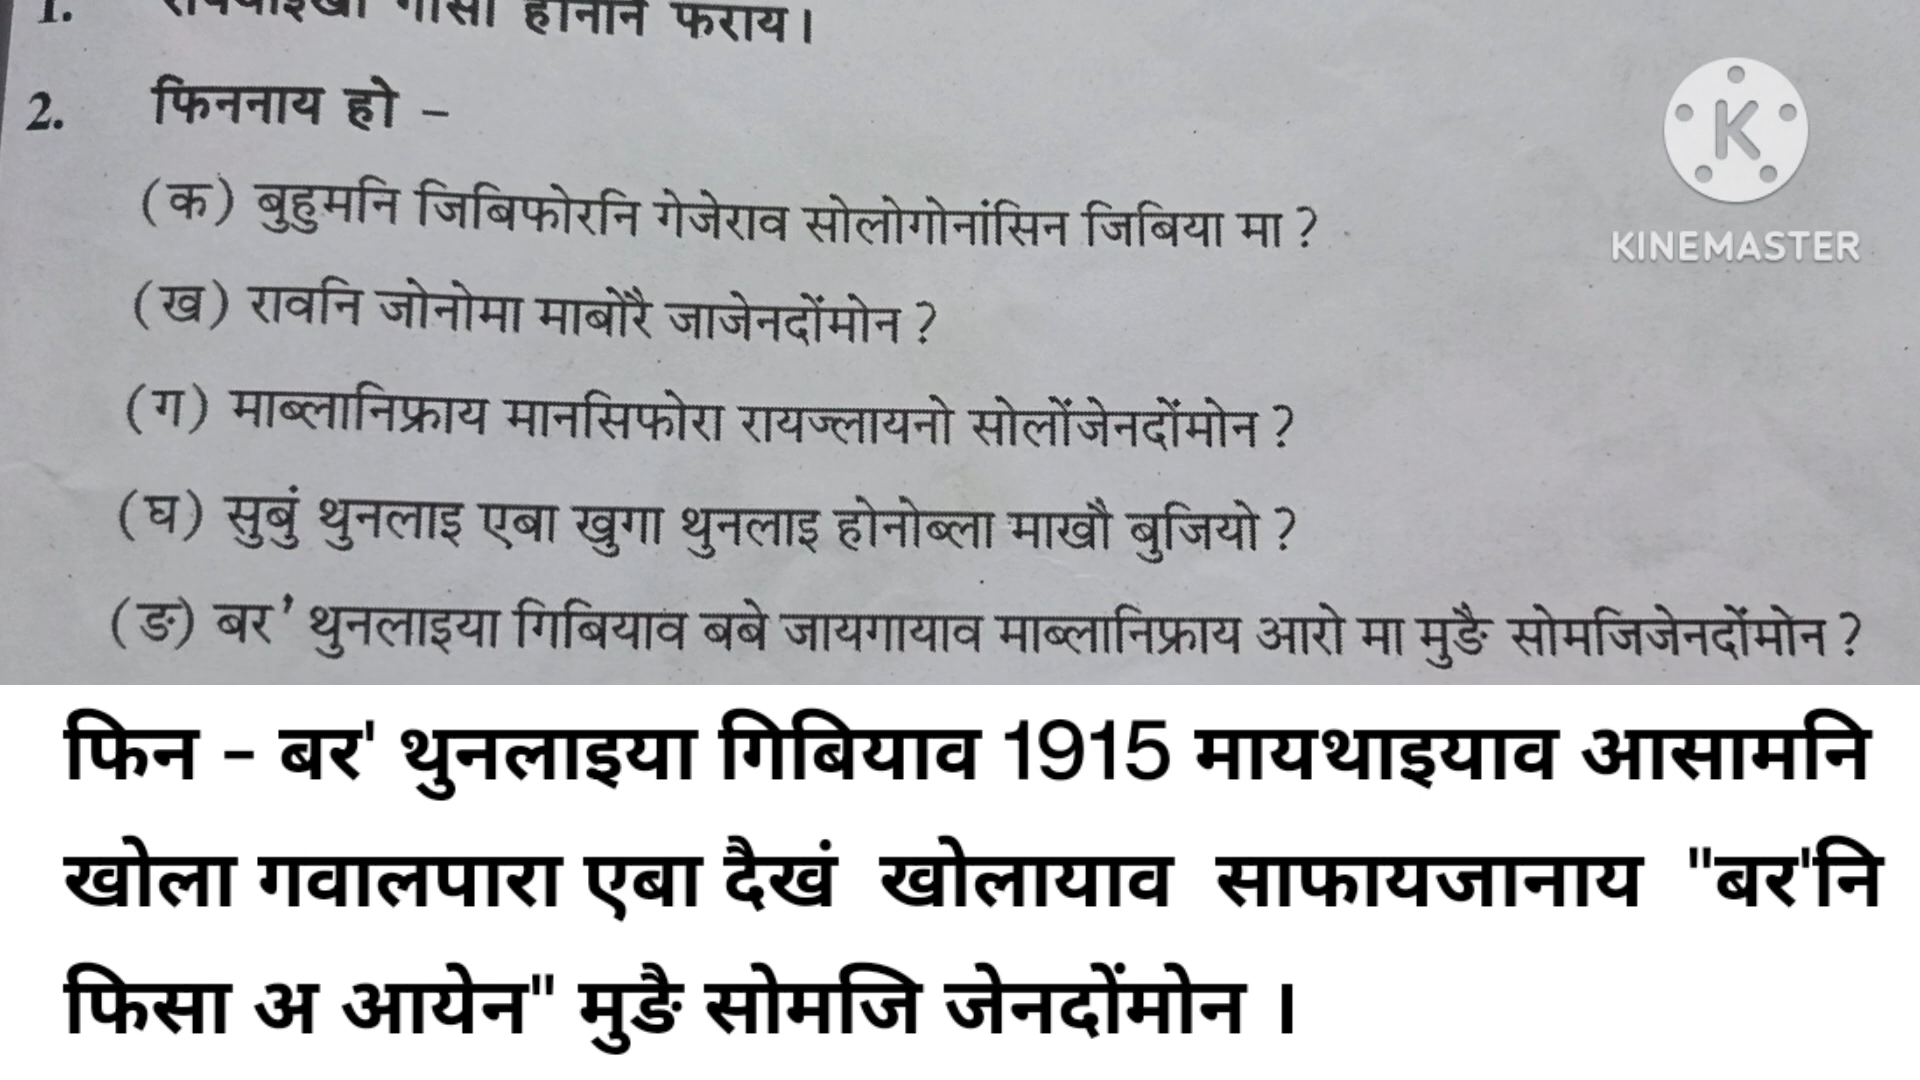 1. होनानै फराय।
2. फिननाय हो –
(क) बुहुमनि जिबिफोरनि गेजेराव सोलोगोनांसिन जिबिया मा ?
(ख) रावनि जोनोमा माबोरै जाजेनदोंमोन ?
(ग) माब्लानिफ्राय मानसिफोरा रायज्लायनो सोलोंजेनदोंमोन ?
(घ) सुबुं थुनलाइ एबा खुगा थुनलाइ होनोब्ला माखौ बुजियो ?
(ङ) बर’ थुनलाइया गिबियाव बबे जायगायाव माब्लानिफ्राय आरो मा मुङै सोमजिजेनदोंमोन ?
KINEMASTER
फिन - बर' थुनलाइया गिबियाव 1915 मायथाइयाव आसामनि
खोला गवालपारा एबा दैखं खोलायाव साफायजानाय "बर'नि
फिसा अ आयेन" मुङै सोमजि जेनदोंमोन ।